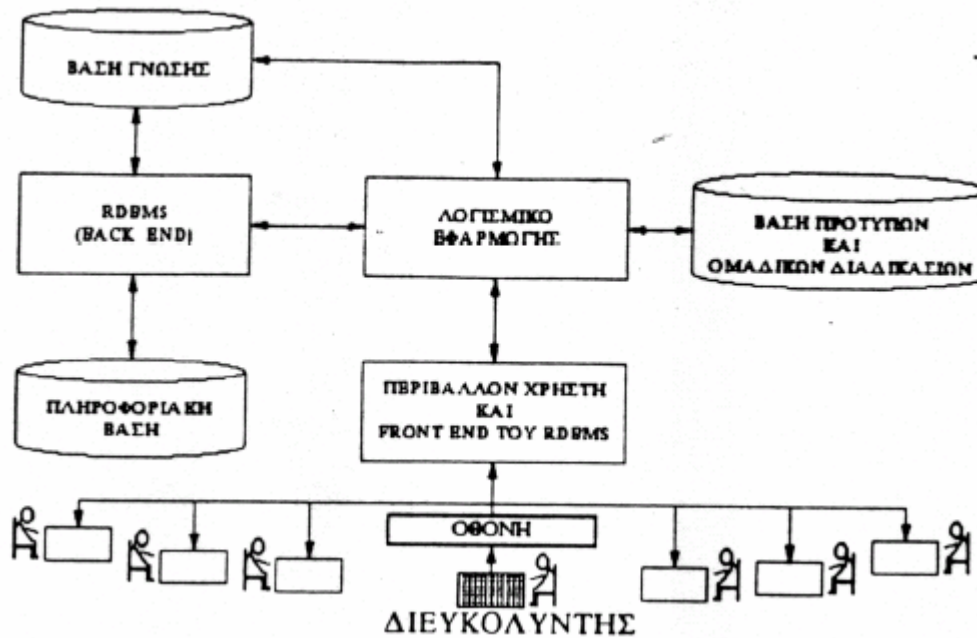 ΒΑΣΗ ΓΝΩΣΗΣ
RDBMS
(BACK END)
ΛΟΓΙΣΜΙΚΟ
ΕΦΑΡΜΟΓΗΣ
ΒΑΣΗ ΠΡΟΤΥΠΩΝ
ΚΑΙ
ΟΜΑΔΙΚΩΝ ΔΙΑΔΙΚΑΣΙΩΝ
ΠΛΗΡΟΦΟΡΙΑΚΗ
ΒΑΣΗ
ΠΕΡΙΒΑΛΛΟΝ ΧΡΗΣΤΗ
ΚΑΙ
FRONT END ΤΟΥ RDBMS
ΟΘΟΝΗ
ΔΙΕΥΚΟΛΥΝΤΗΣ